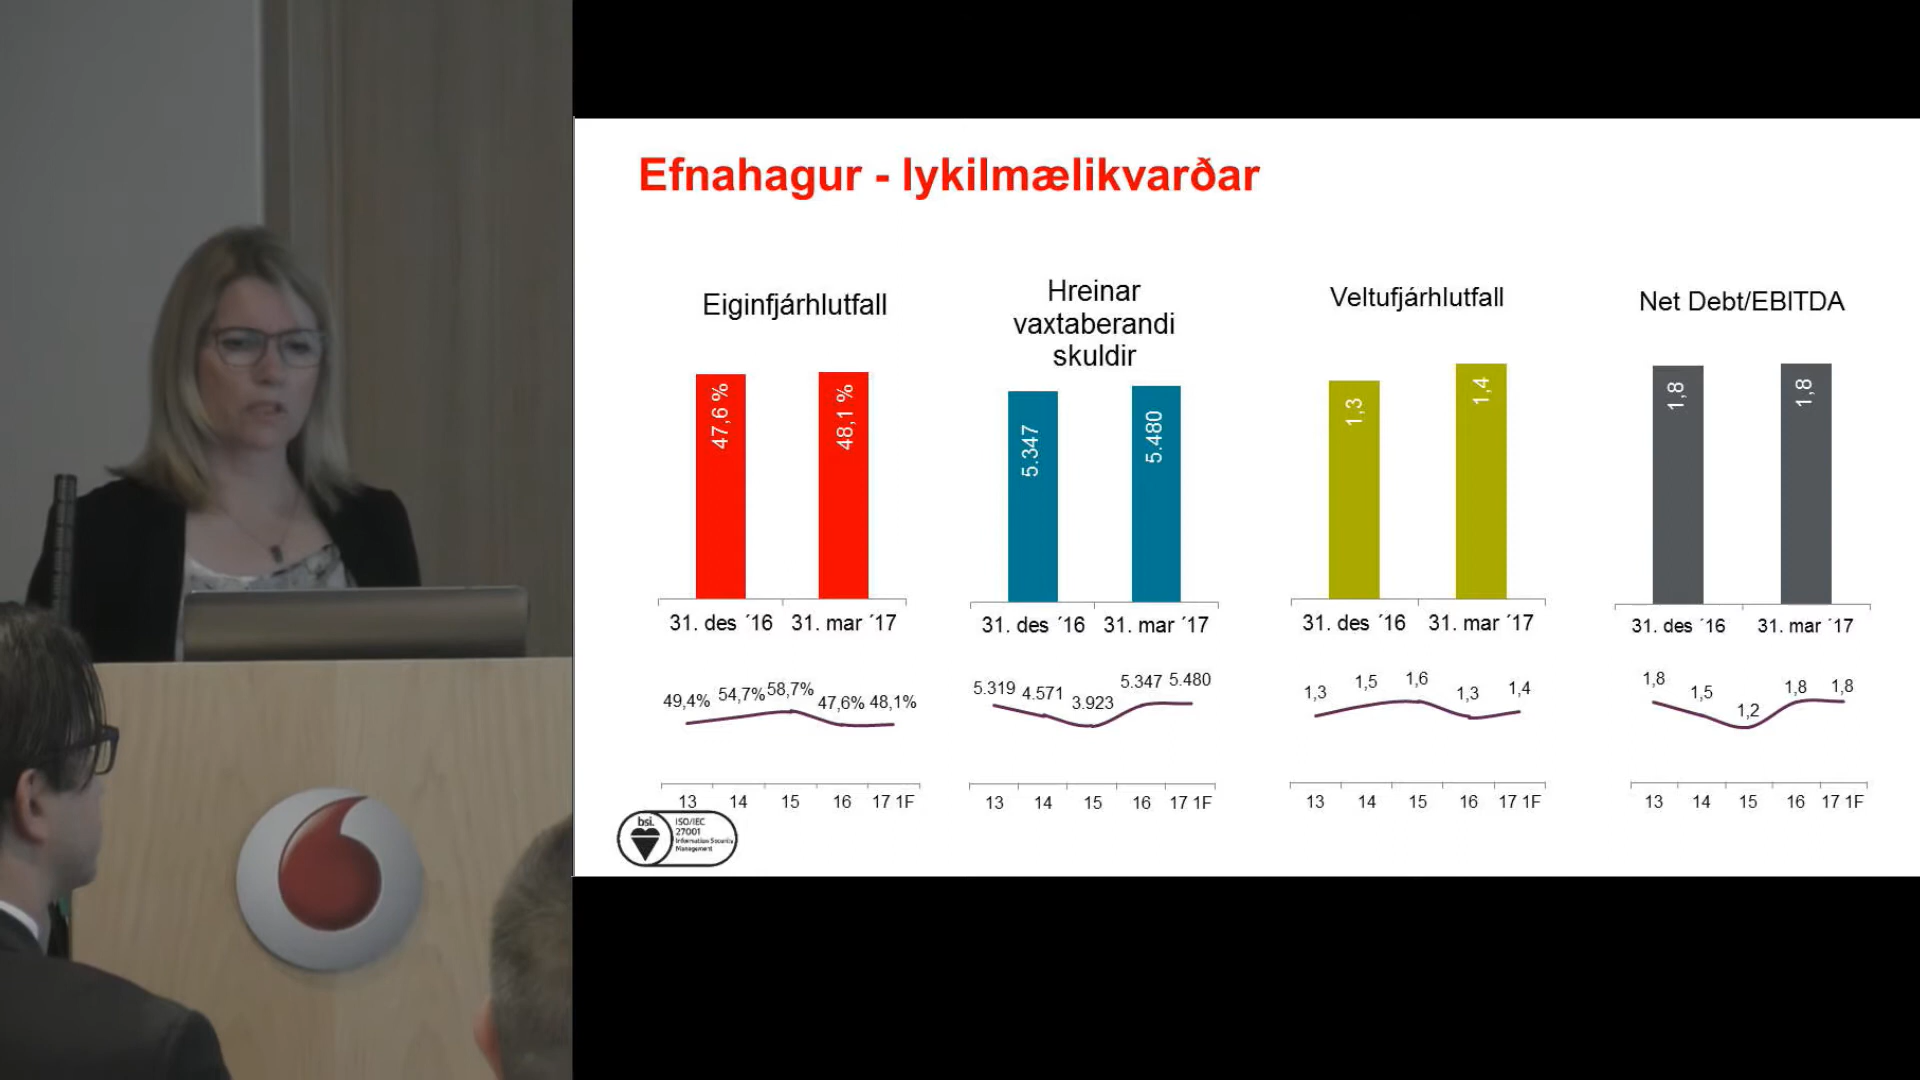 Efnahagur - lykilmælikvarðar
Eiginfjárhlutfall
47,6 %
48,1 %
31. des ´16
31. mar ´17
49,4%
54,7%
58,7%
47,6%
48,1%
13
14
15
16
17 1F
Hreinar
vaxtaberandi
skuldir
5.347
5.480
31. des ´16
31. mar ´17
5.319
4.571
3.923
5.347
5.480
13
14
15
16
17 1F
Veltufjárhlutfall
1,3
1,4
31. des ´16
31. mar ´17
1,3
1,5
1,6
1,3
1,4
13
14
15
16
17 1F
Net Debt/EBITDA
1,8
1,8
31. des ´16
31. mar ´17
1,8
1,5
1,2
1,8
1,8
13
14
15
16
17 1F
bsi.
ISO/IEC
27001
Information Security
Management